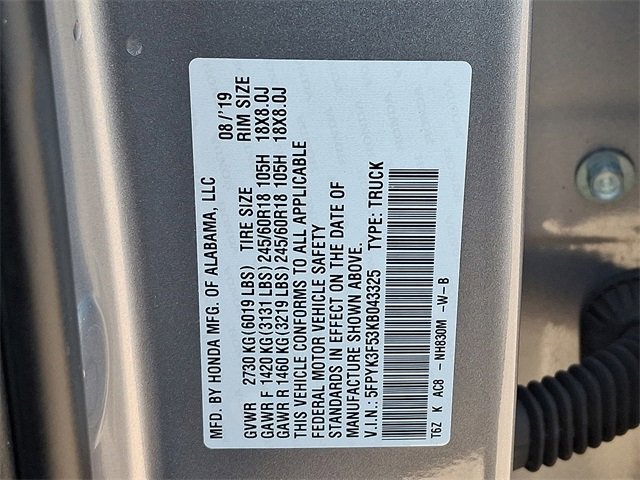 MFD. BY HONDA MFG. OF ALABAMA, LLC 08/'19
GVWR 2730 KG (6019 LBS) TIRE SIZE RIM SIZE
GAWR F 1420 KG (3131 LBS) 245/60R18 105H 18X8.0J
GAWR R 1460 KG (3219 LBS) 245/60R18 105H 18X8.0J
THIS VEHICLE CONFORMS TO ALL APPLICABLE
FEDERAL MOTOR VEHICLE SAFETY
STANDARDS IN EFFECT ON THE DATE OF
MANUFACTURE SHOWN ABOVE.
V.I.N.: 5FPYK3F53KB043325 TYPE: TRUCK
T6Z K AC8 - NH830M -W-B